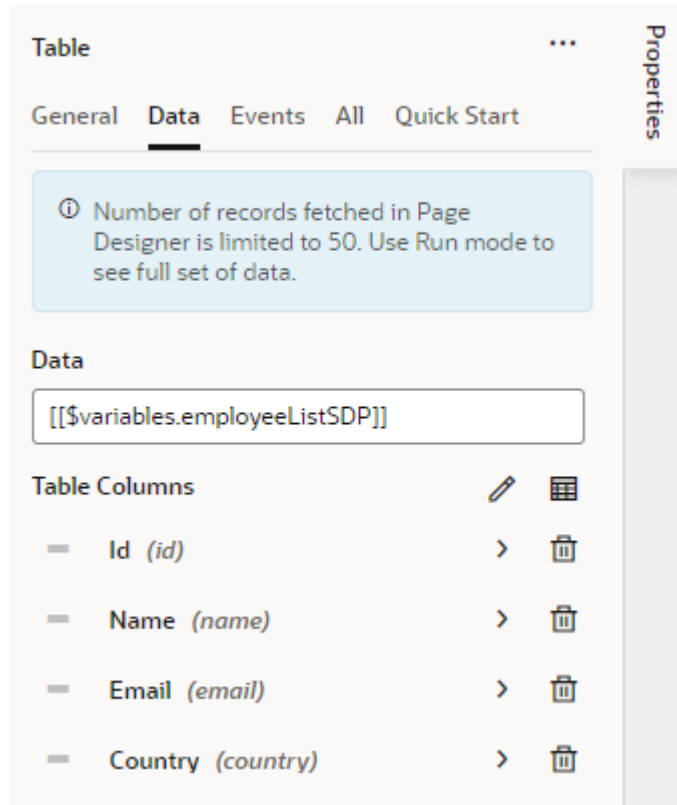 Table
...
Properties
General Data Events All Quick Start
Number of records fetched in Page
Designer is limited to 50. Use Run mode to
see full set of data.
Data
[[$variables.employeeListSDP]]
Table Columns
Id (id)
Name (name)
Email (email)
Country (country)